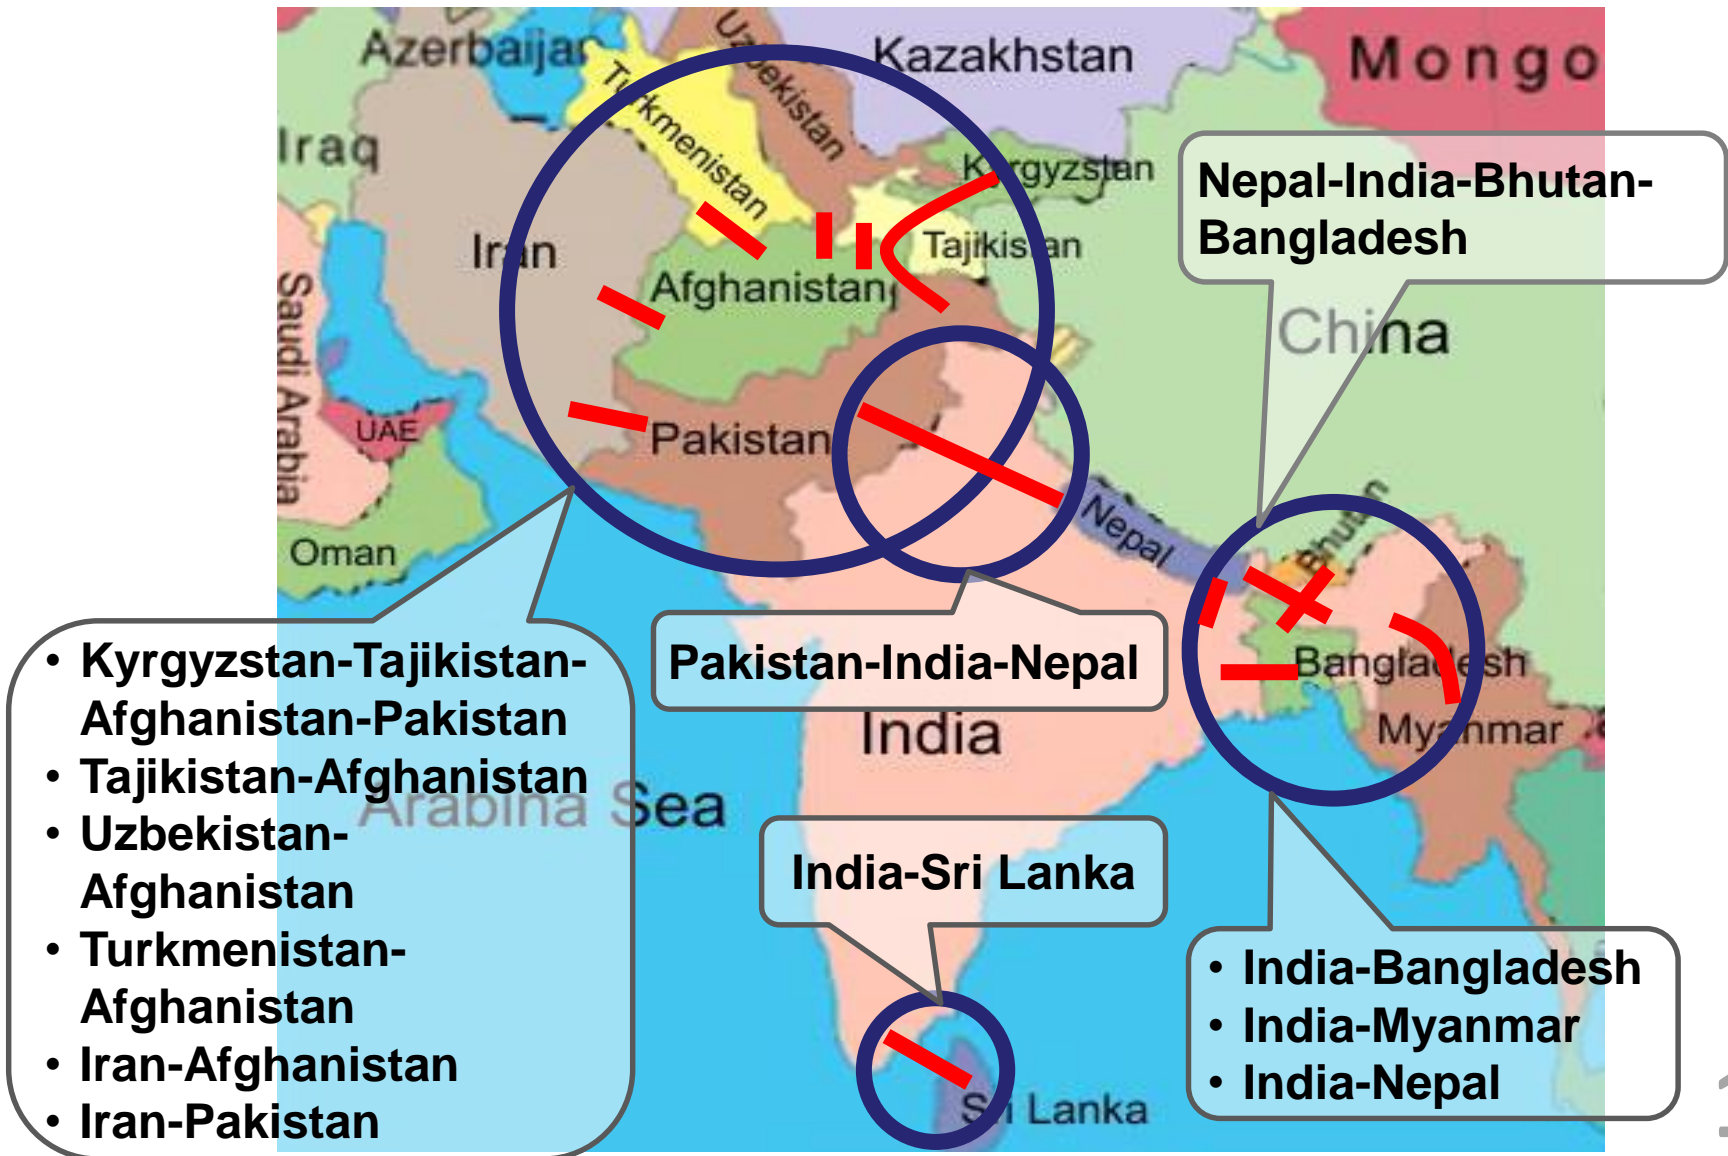 Azerbaijan
Uzbekistan
Kazakhstan
Mongo
Turkmenistan
Iraq
Kyrgyzstan
Nepal-India-Bhutan-
Bangladesh
Iran
Tajikistan
Afghanistan
Saudi Arabia
China
UAE
Pakistan
Oman
Nepal
Bhutan
• Kyrgyzstan-Tajikistan-
Afghanistan-Pakistan
• Tajikistan-Afghanistan
• Uzbekistan-
Afghanistan
• Turkmenistan-
Afghanistan
• Iran-Afghanistan
• Iran-Pakistan
Pakistan-India-Nepal
Bangladesh
India
Myanmar
Arabina Sea
India-Sri Lanka
• India-Bangladesh
• India-Myanmar
• India-Nepal
Sri Lanka